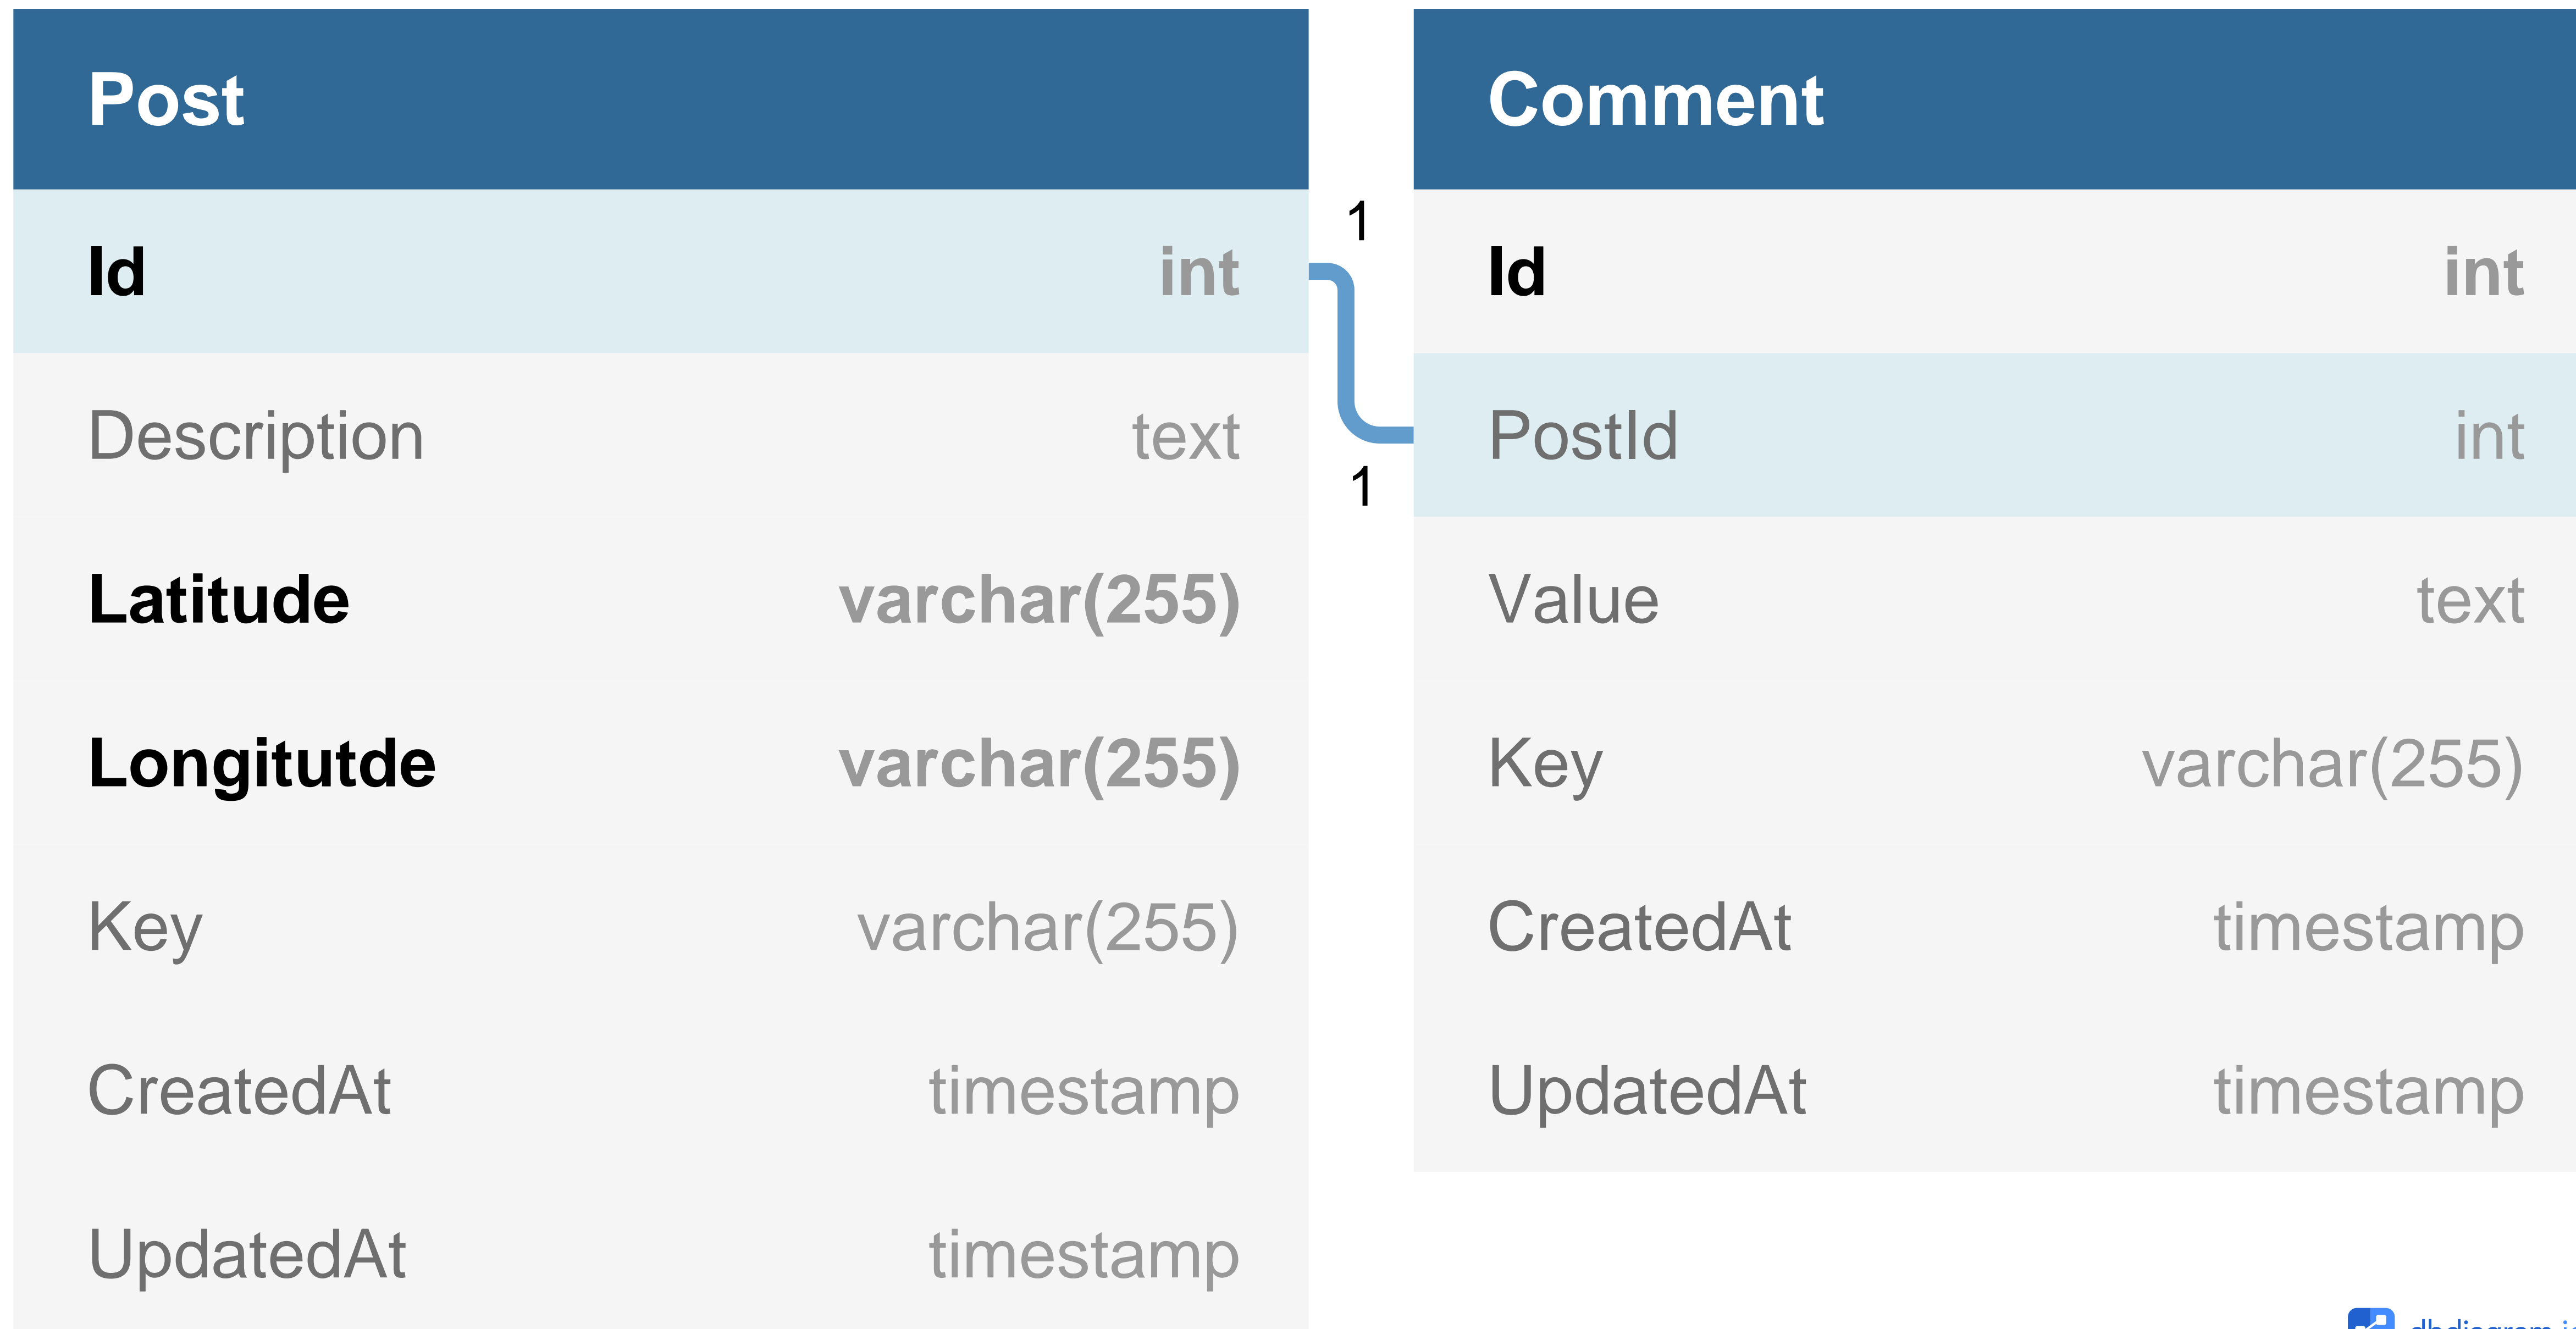 Post
Id int
Description text
Latitude varchar(255)
Longitutde varchar(255)
Key varchar(255)
CreatedAt timestamp
UpdatedAt timestamp
1
1
Comment
Id int
PostId int
Value text
Key varchar(255)
CreatedAt timestamp
UpdatedAt timestamp